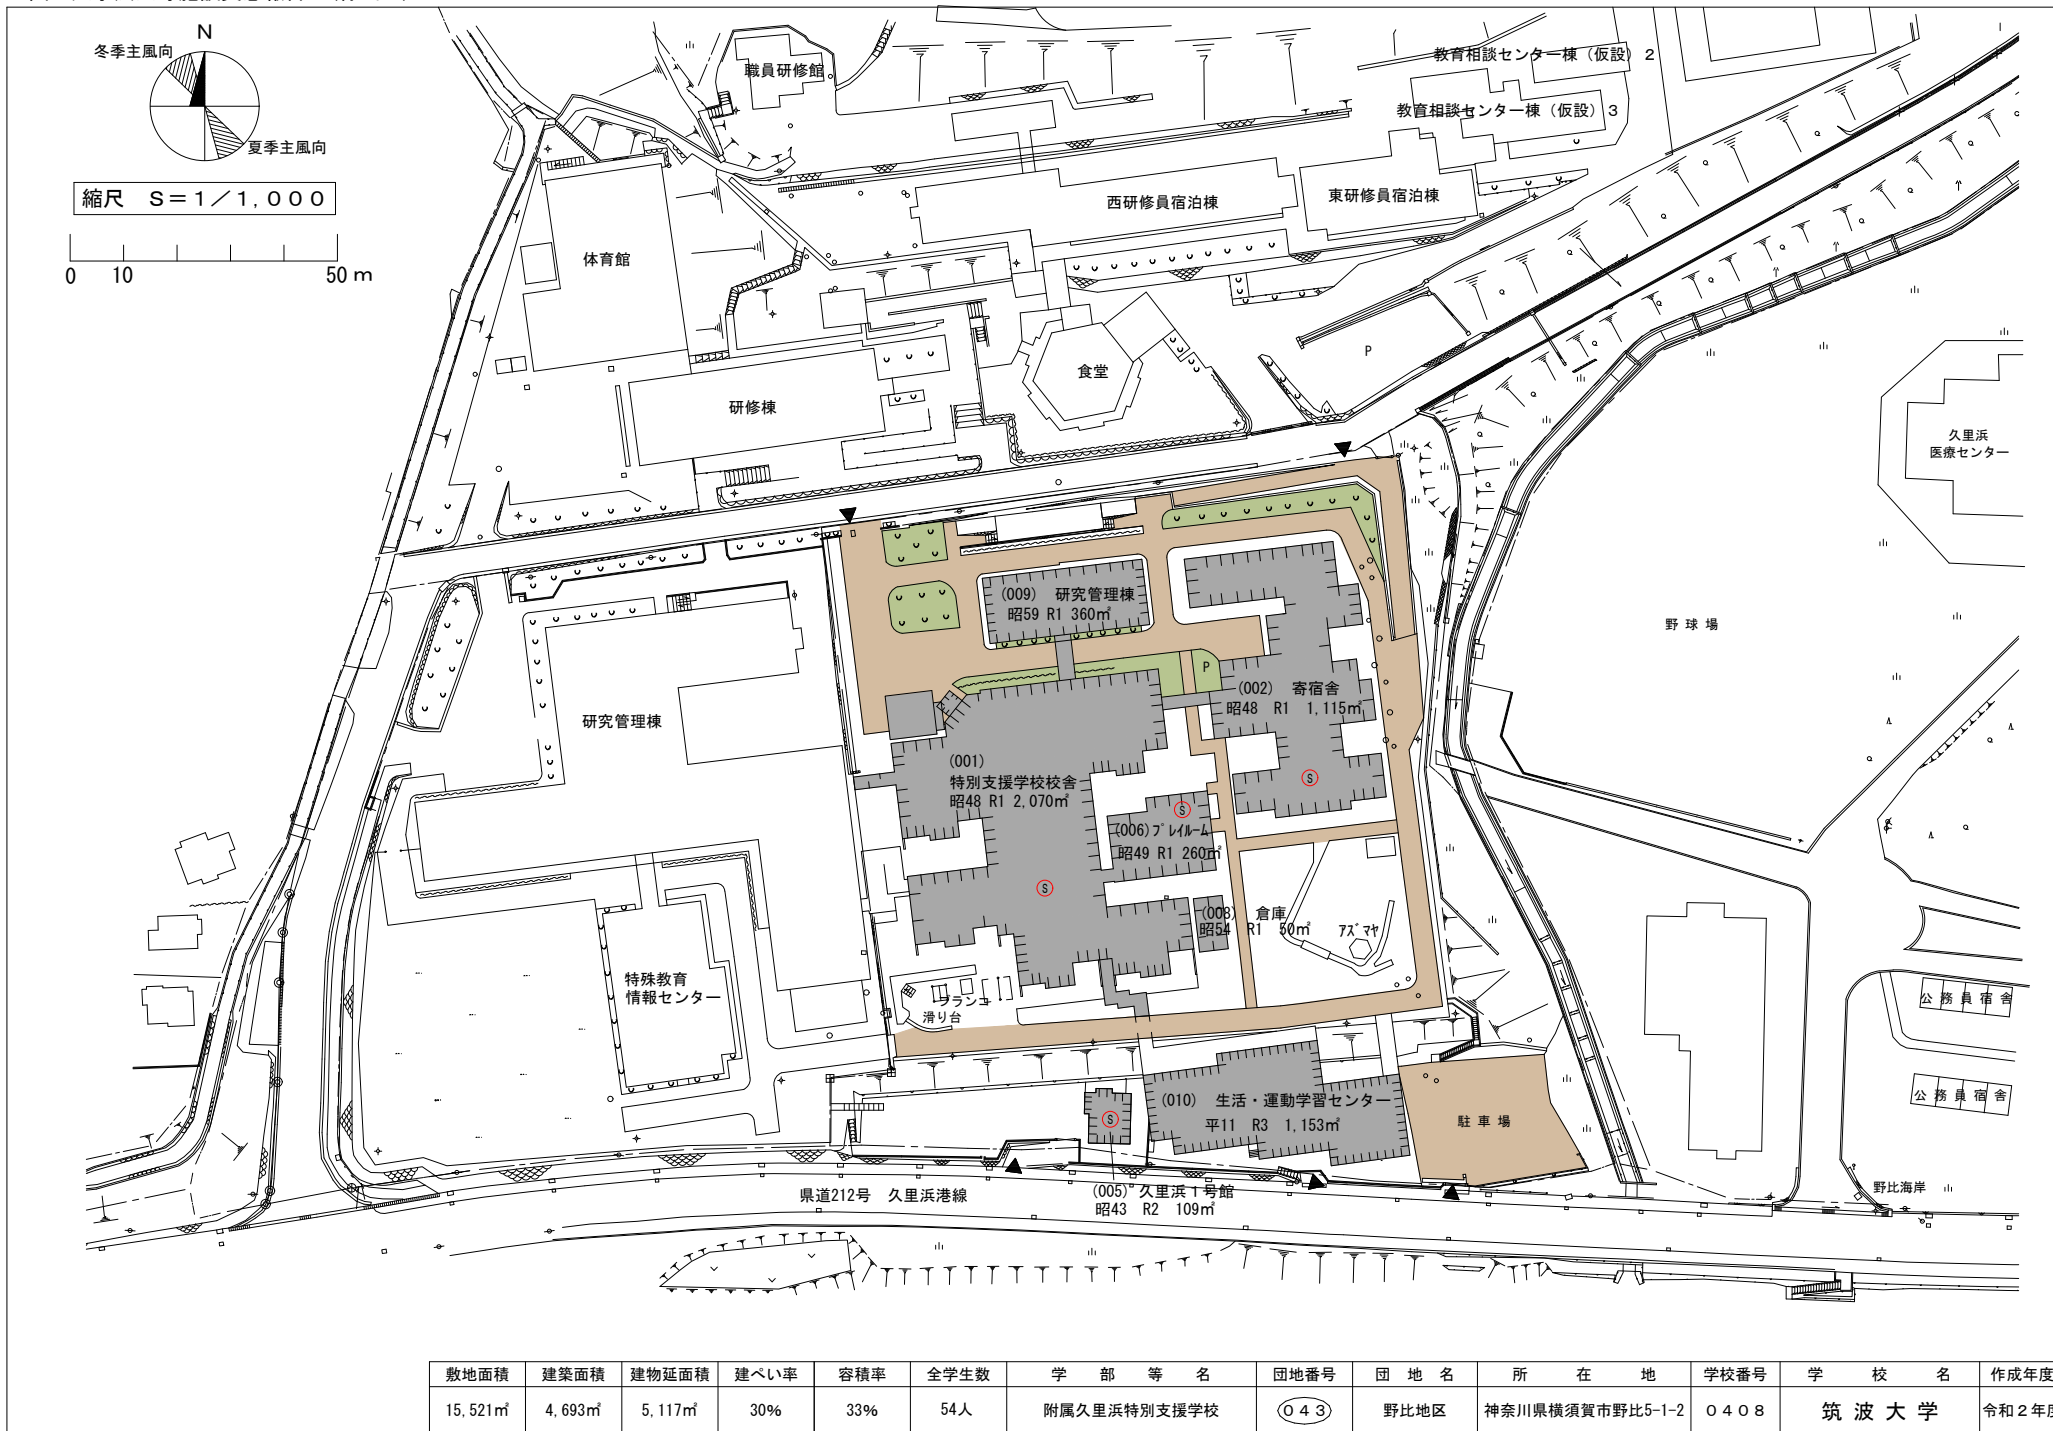 N
冬季主風向
夏季主風向
縮尺 S＝1／1,000
0 10 50 m
職員研修館
教育相談センター棟（仮設）2
教育相談センター棟（仮設）3
西研修員宿泊棟
東研修員宿泊棟
体育館
食堂
研修棟
P
久里浜
医療センター
野球場
(009) 研究管理棟
昭59 R1 360㎡
P
(002) 寄宿舎
昭48 R1 1,115㎡
研究管理棟
(001)
特別支援学校校舎
昭48 R1 2,070㎡
S
S
(006)プレイルーム
昭49 R1 260㎡
S
(008) 倉庫
昭54 R1 50㎡
アズマヤ
特殊教育
情報センター
ブランコ
滑り台
公務員宿舎
公務員宿舎
(010) 生活・運動学習センター
平11 R3 1,153㎡
S
駐車場
(005) 久里浜１号館
昭43 R2 109㎡
県道212号 久里浜港線
野比海岸
敷地面積 建築面積 建物延面積 建ぺい率 容積率 全学生数 学部等名 団地番号 団地名 所在地 学校番号 学校名 作成年度
15,521㎡ 4,693㎡ 5,117㎡ 30% 33% 54人 附属久里浜特別支援学校 043 野比地区 神奈川県横須賀市野比5-1-2 0408 筑波大学 令和２年度